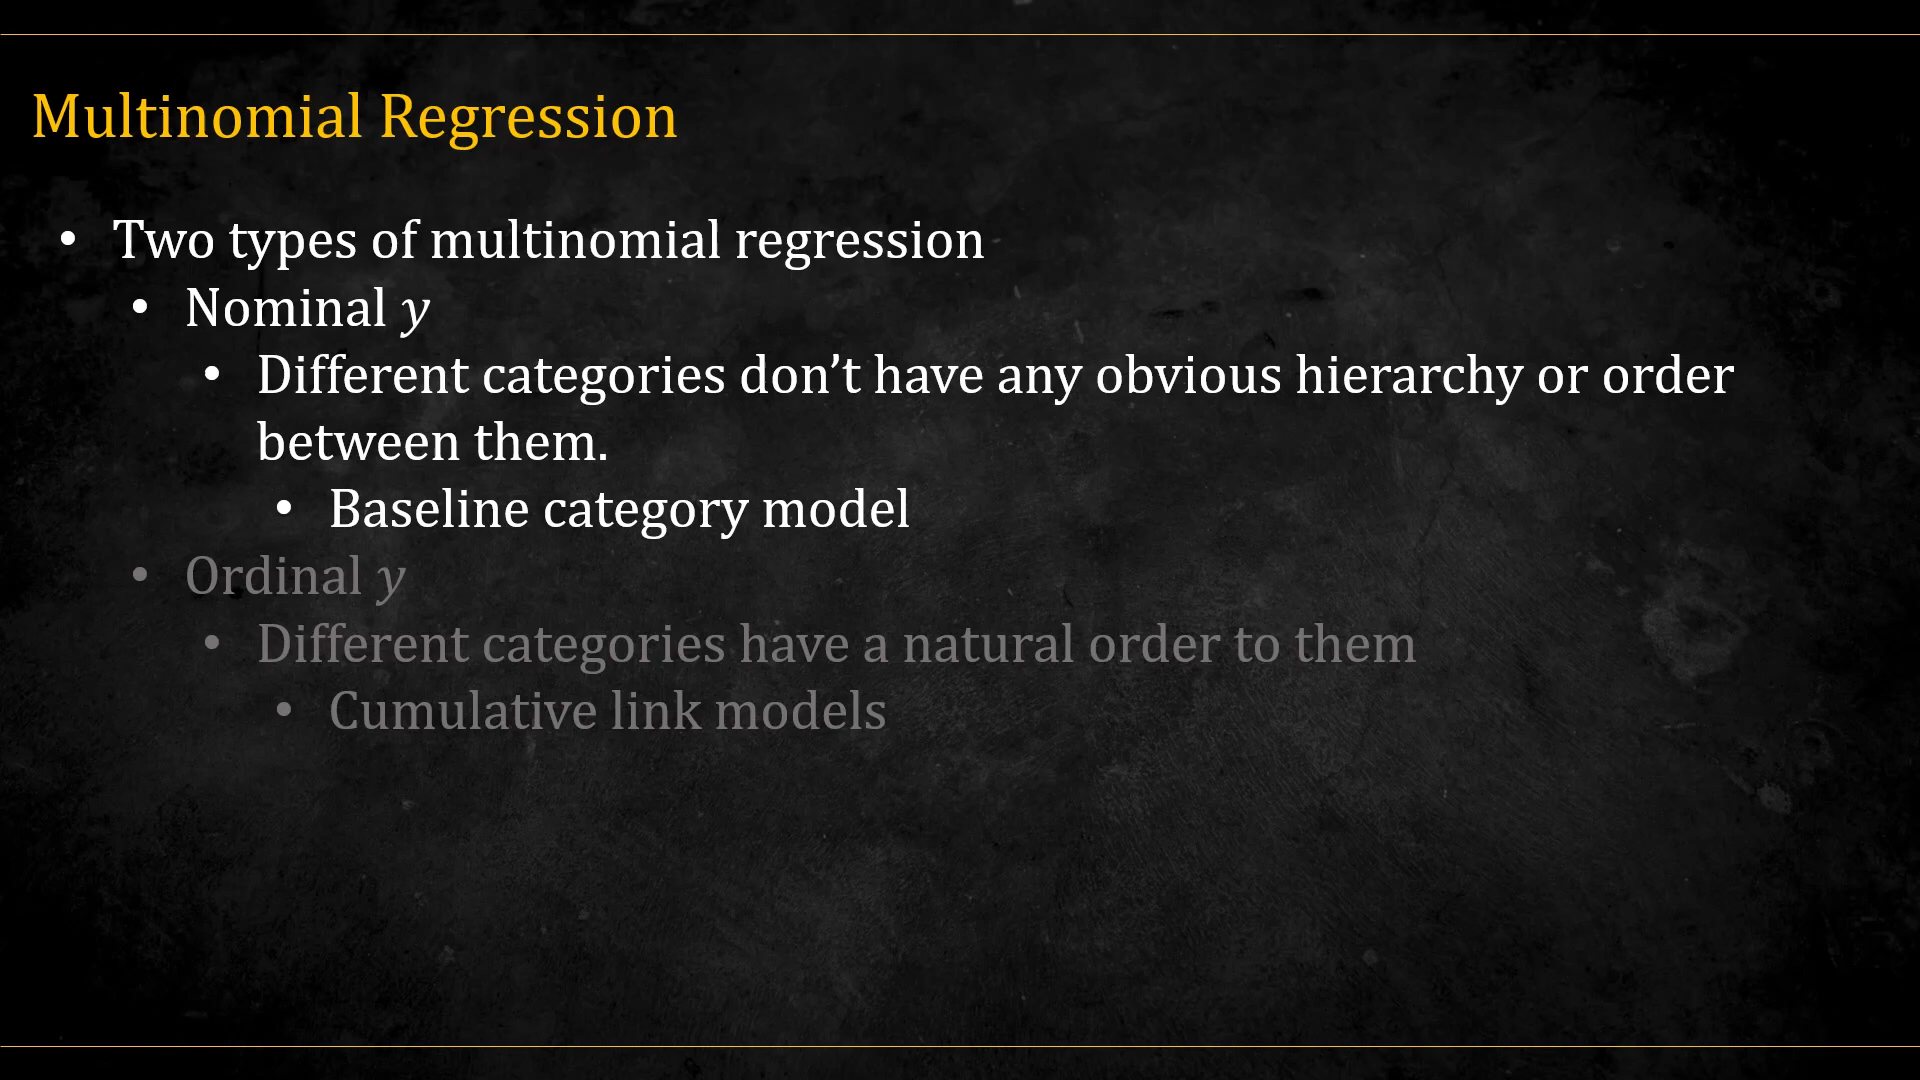 Multinomial Regression
• Two types of multinomial regression
• Nominal y
• Different categories don’t have any obvious hierarchy or order
between them.
• Baseline category model
• Ordinal y
• Different categories have a natural order to them
• Cumulative link models